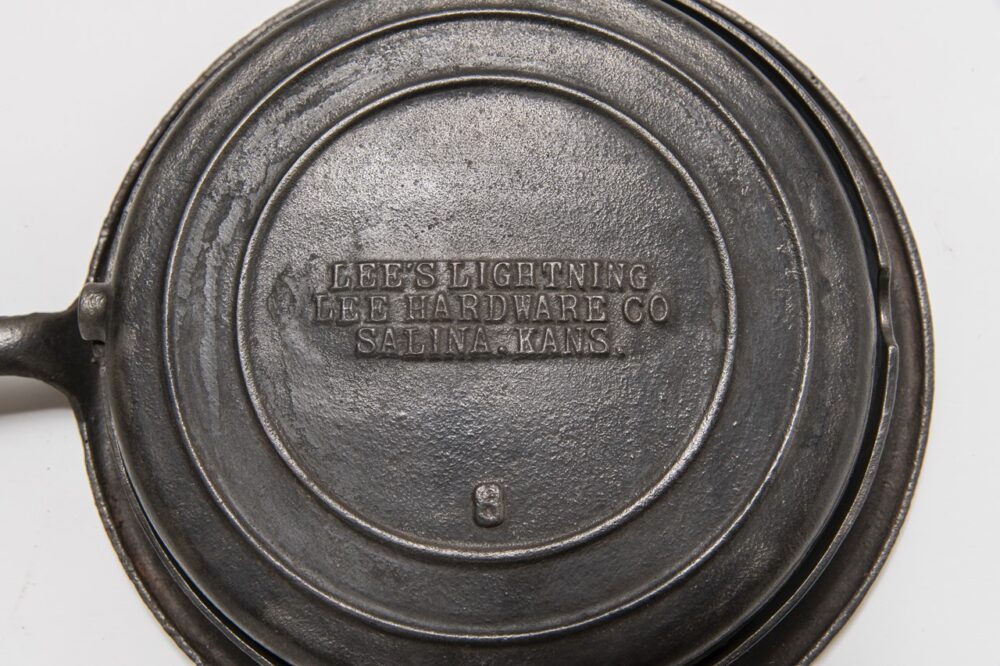 LEE'S LIGHTNING
LEE HARDWARE CO
SALINA. KANS.
8